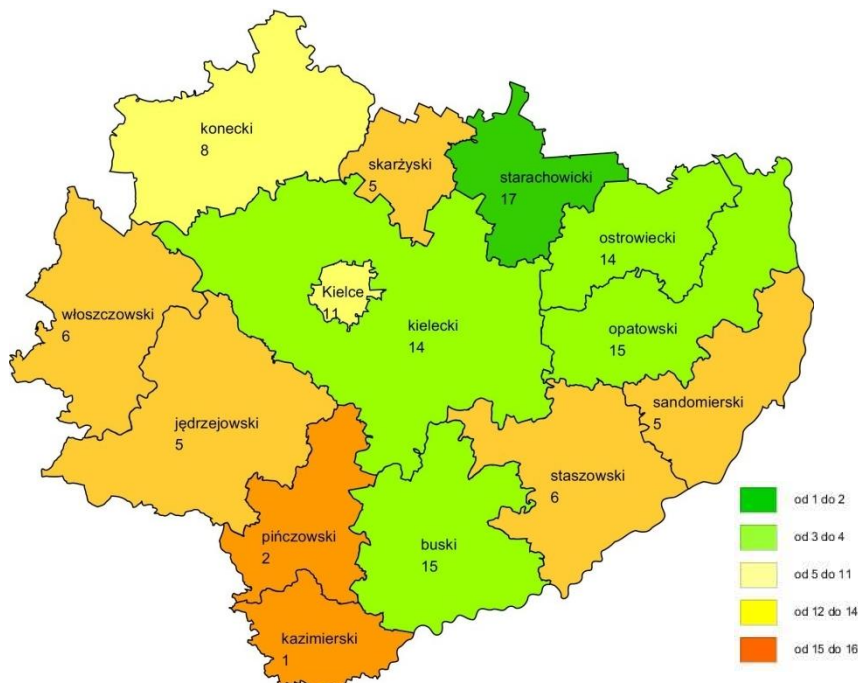 konecki
8
skarżyski
5
starachowicki
17
ostrowiecki
14
Kielce
11
włoszczowski
6
kielecki
14
opatowski
15
sandomierski
5
jędrzejowski
5
staszowski
6
pińczowski
2
buski
15
kazimierski
1
od 1 do 2
od 3 do 4
od 5 do 11
od 12 do 14
od 15 do 16